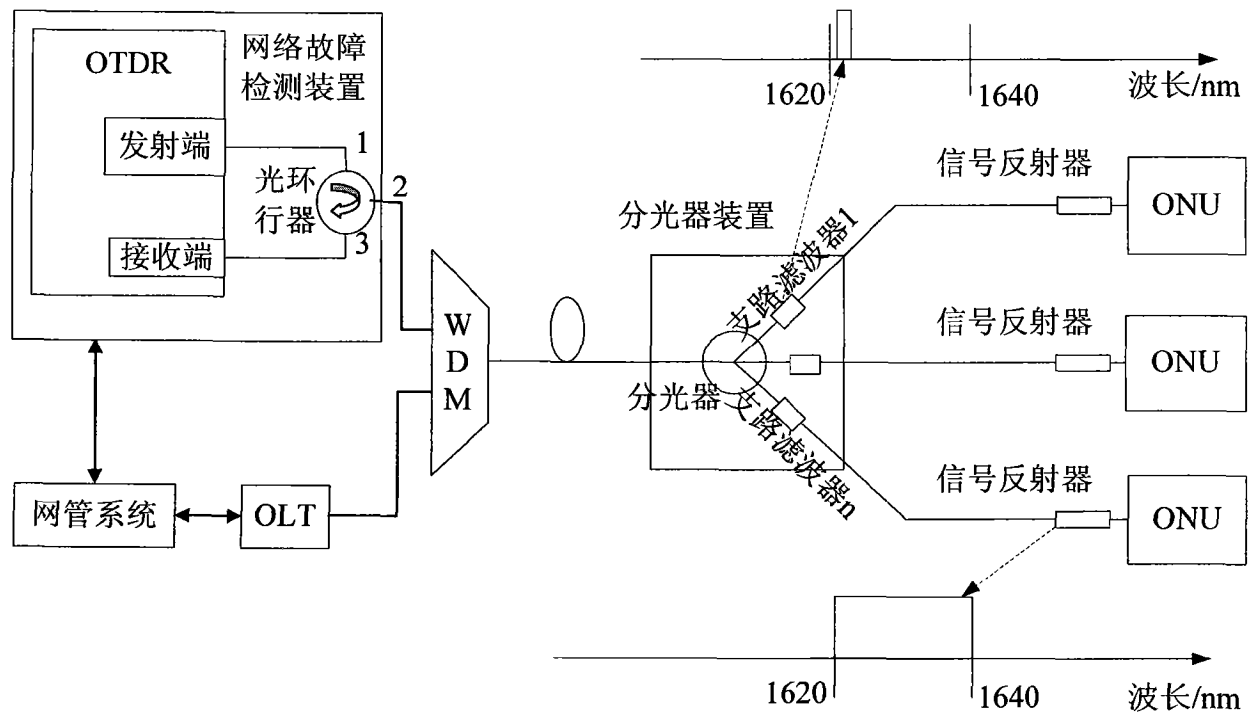 OTDR
网络故障
检测装置
发射端
1
光环
行器
2
3
接收端
W
D
M
网管系统
OLT
1620
1640
波长/nm
分光器装置
支路滤波器1
分光器
支路滤波器n
信号反射器
ONU
信号反射器
ONU
信号反射器
ONU
1620
1640
波长/nm